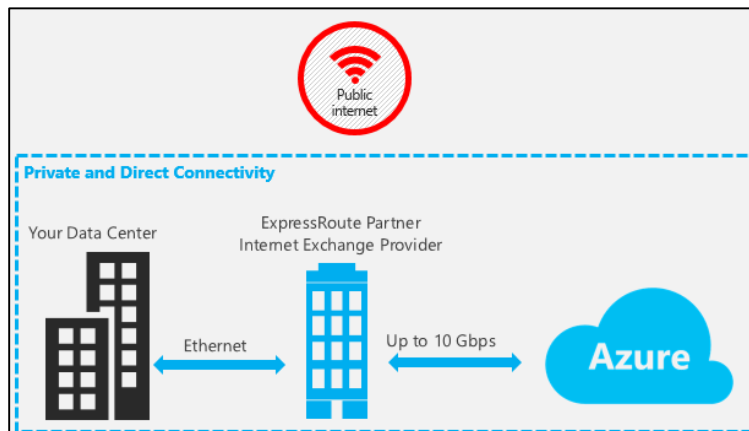 Public
internet
Private and Direct Connectivity
Your Data Center
ExpressRoute Partner
Internet Exchange Provider
Ethernet
Up to 10 Gbps
Azure